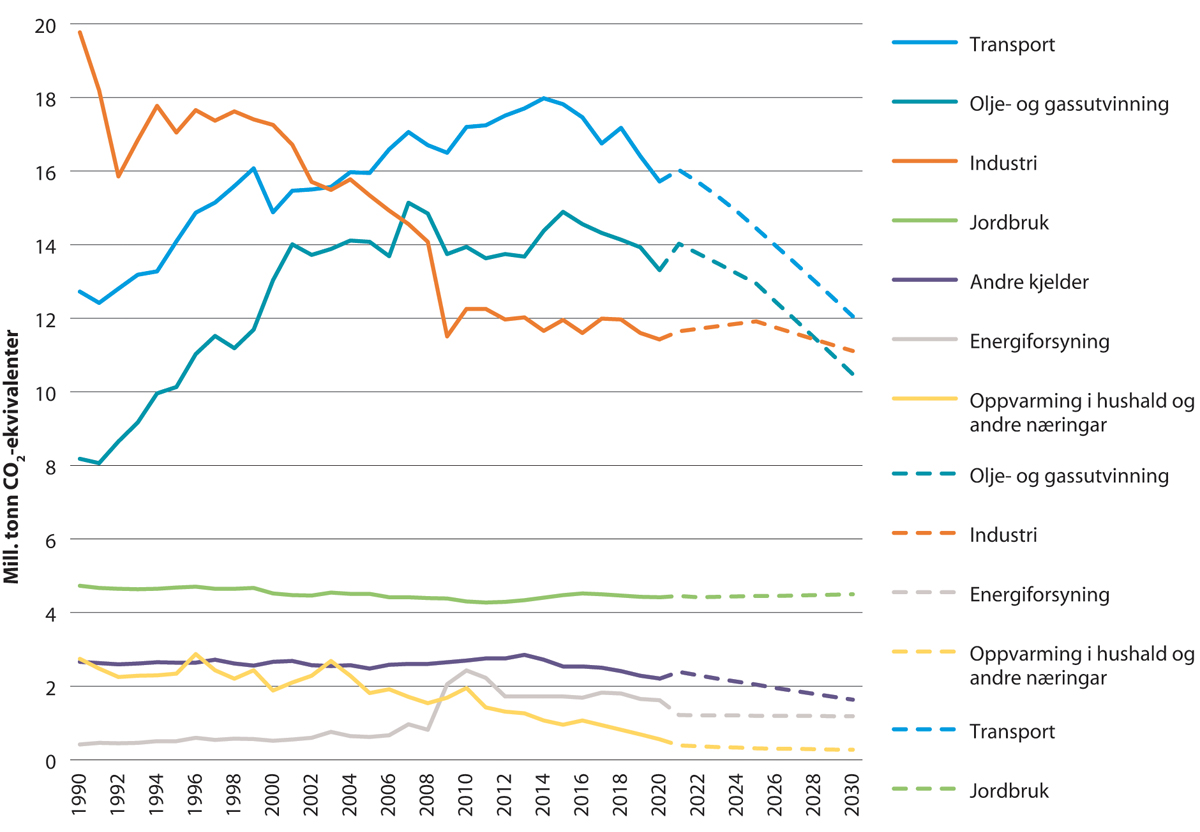 Mill. tonn CO2-ekvivalenter
20
18
16
14
12
10
8
6
4
2
0
1990
1992
1994
1996
1998
2000
2002
2004
2006
2008
2010
2012
2014
2016
2018
2020
2022
2024
2026
2028
2030
Transport
Olje- og gassutvinning
Industri
Jordbruk
Andre kjelder
Energiforsyning
Oppvarming i hushald og
andre næringar
Olje- og gassutvinning
Industri
Energiforsyning
Oppvarming i hushald og
andre næringar
Transport
Jordbruk